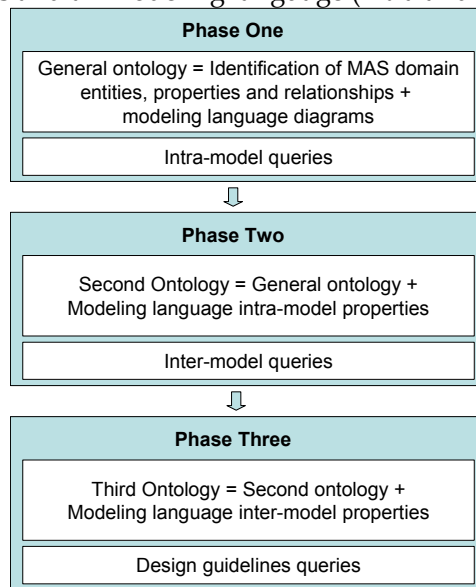 Phase One
General ontology = Identification of MAS domain
entities, properties and relationships +
modeling language diagrams
Intra-model queries
Phase Two
Second Ontology = General ontology +
Modeling language intra-model properties
Inter-model queries
Phase Three
Third Ontology = Second ontology +
Modeling language inter-model properties
Design guidelines queries